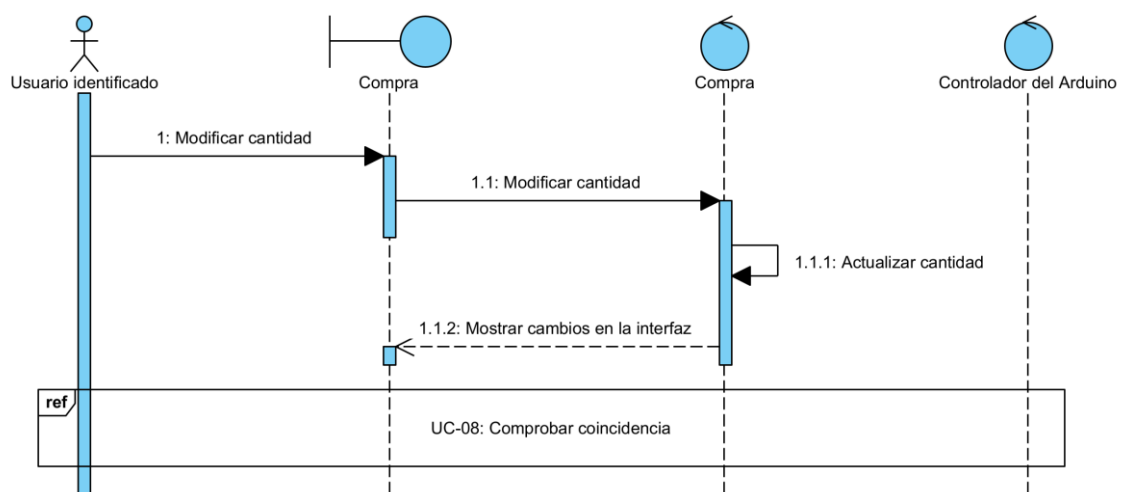 Usuario identificado
Compra
Compra
Controlador del Arduino
1: Modificar cantidad
1.1: Modificar cantidad
1.1.1: Actualizar cantidad
1.1.2: Mostrar cambios en la interfaz
ref
UC-08: Comprobar coincidencia